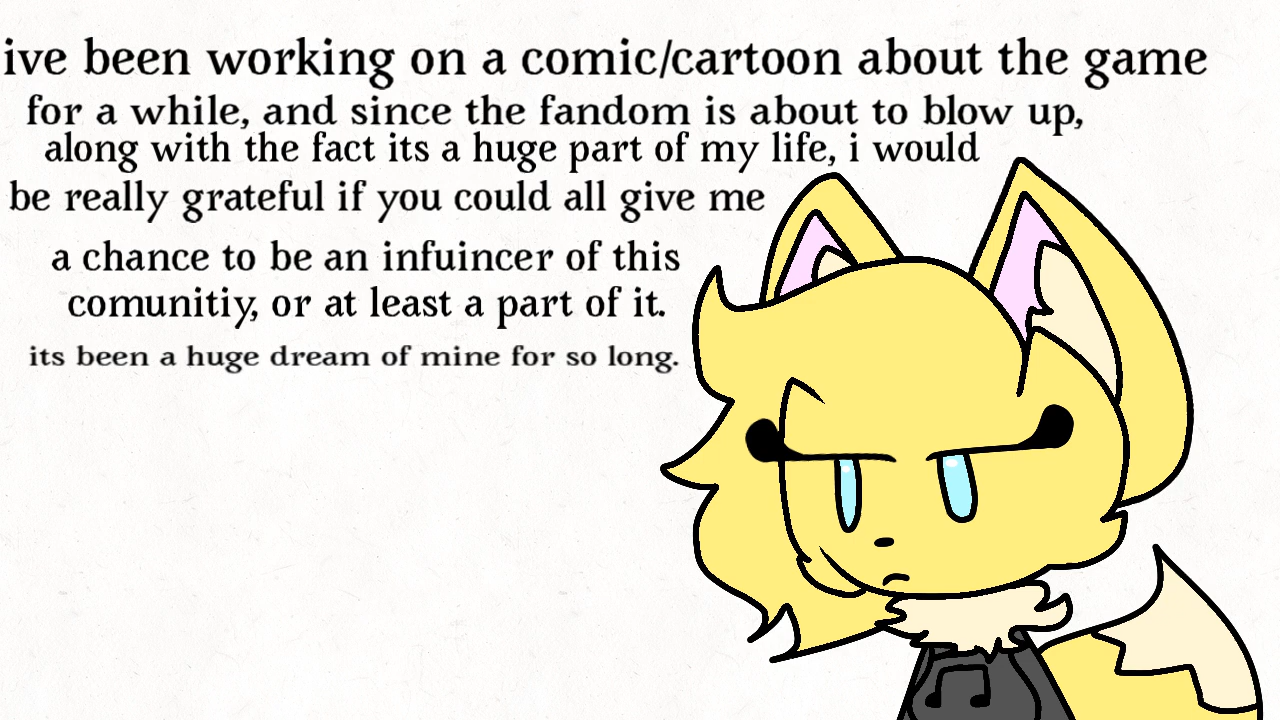 ive been working on a comic/cartoon about the game
for a while, and since the fandom is about to blow up,
along with the fact its a huge part of my life, i would
be really grateful if you could all give me
a chance to be an infuincer of this
comunitiy, or at least a part of it.
its been a huge dream of mine for so long.